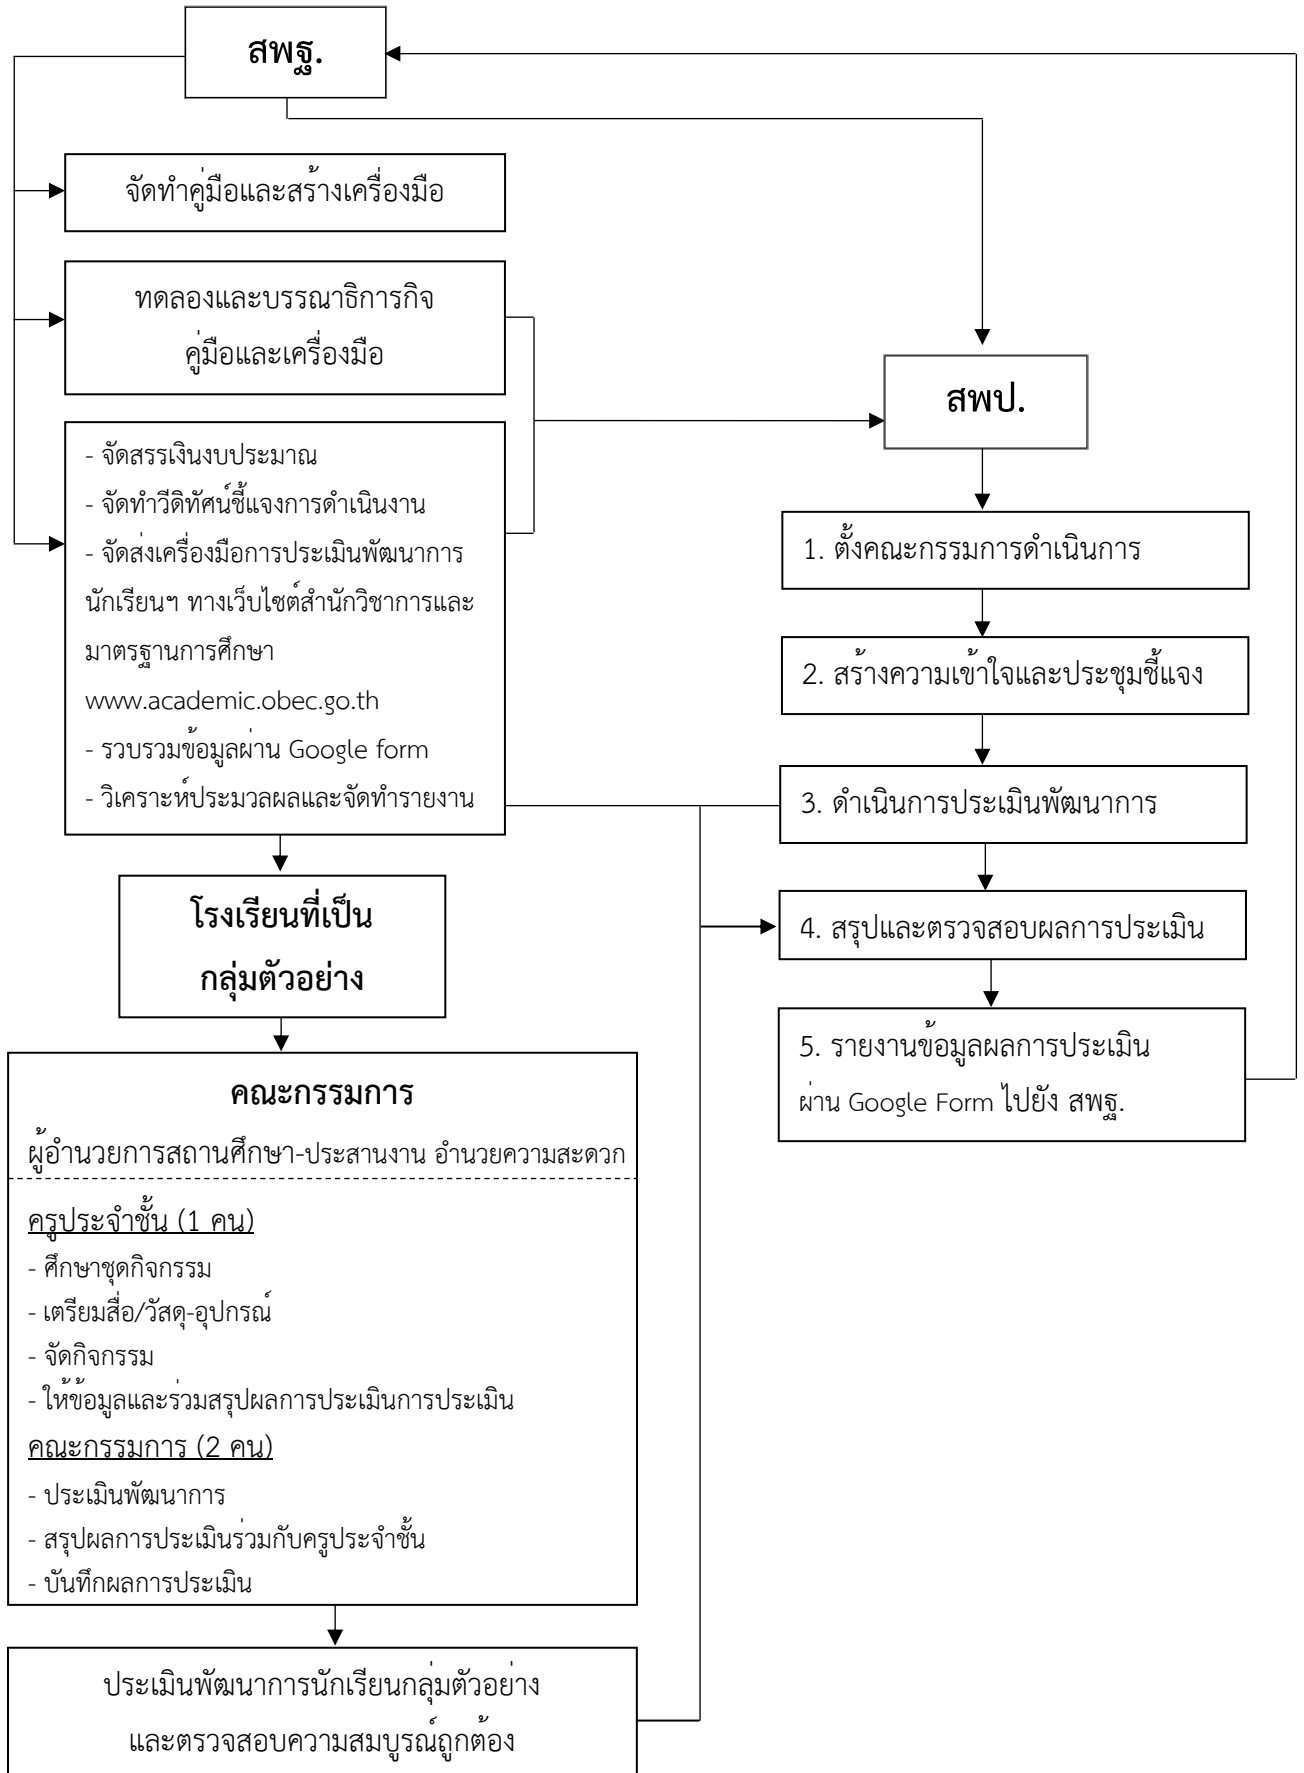 สพฐ.
จัดทำคู่มือและสร้างเครื่องมือ
ทดลองและบรรณาธิการกิจ
คู่มือและเครื่องมือ
- จัดสรรเงินงบประมาณ
- จัดทำวีดิทัศน์ชี้แจงการดำเนินงาน
- จัดส่งเครื่องมือการประเมินพัฒนาการ
นักเรียนฯ ทางเว็บไซต์สำนักวิชาการและ
มาตรฐานการศึกษา
www.academic.obec.go.th
- รวบรวมข้อมูลผ่าน Google form
- วิเคราะห์ประมวลผลและจัดทำรายงาน
โรงเรียนที่เป็น
กลุ่มตัวอย่าง
คณะกรรมการ
ผู้อำนวยการสถานศึกษา-ประสานงาน อำนวยความสะดวก
ครูประจำชั้น (1 คน)
- ศึกษาชุดกิจกรรม
- เตรียมสื่อ/วัสดุ-อุปกรณ์
- จัดกิจกรรม
- ให้ข้อมูลและร่วมสรุปผลการประเมินการประเมิน
คณะกรรมการ (2 คน)
- ประเมินพัฒนาการ
- สรุปผลการประเมินร่วมกับครูประจำชั้น
- บันทึกผลการประเมิน
ประเมินพัฒนาการนักเรียนกลุ่มตัวอย่าง
และตรวจสอบความสมบูรณ์ถูกต้อง
สพป.
1. ตั้งคณะกรรมการดำเนินการ
2. สร้างความเข้าใจและประชุมชี้แจง
3. ดำเนินการประเมินพัฒนาการ
4. สรุปและตรวจสอบผลการประเมิน
5. รายงานข้อมูลผลการประเมิน
ผ่าน Google Form ไปยัง สพฐ.